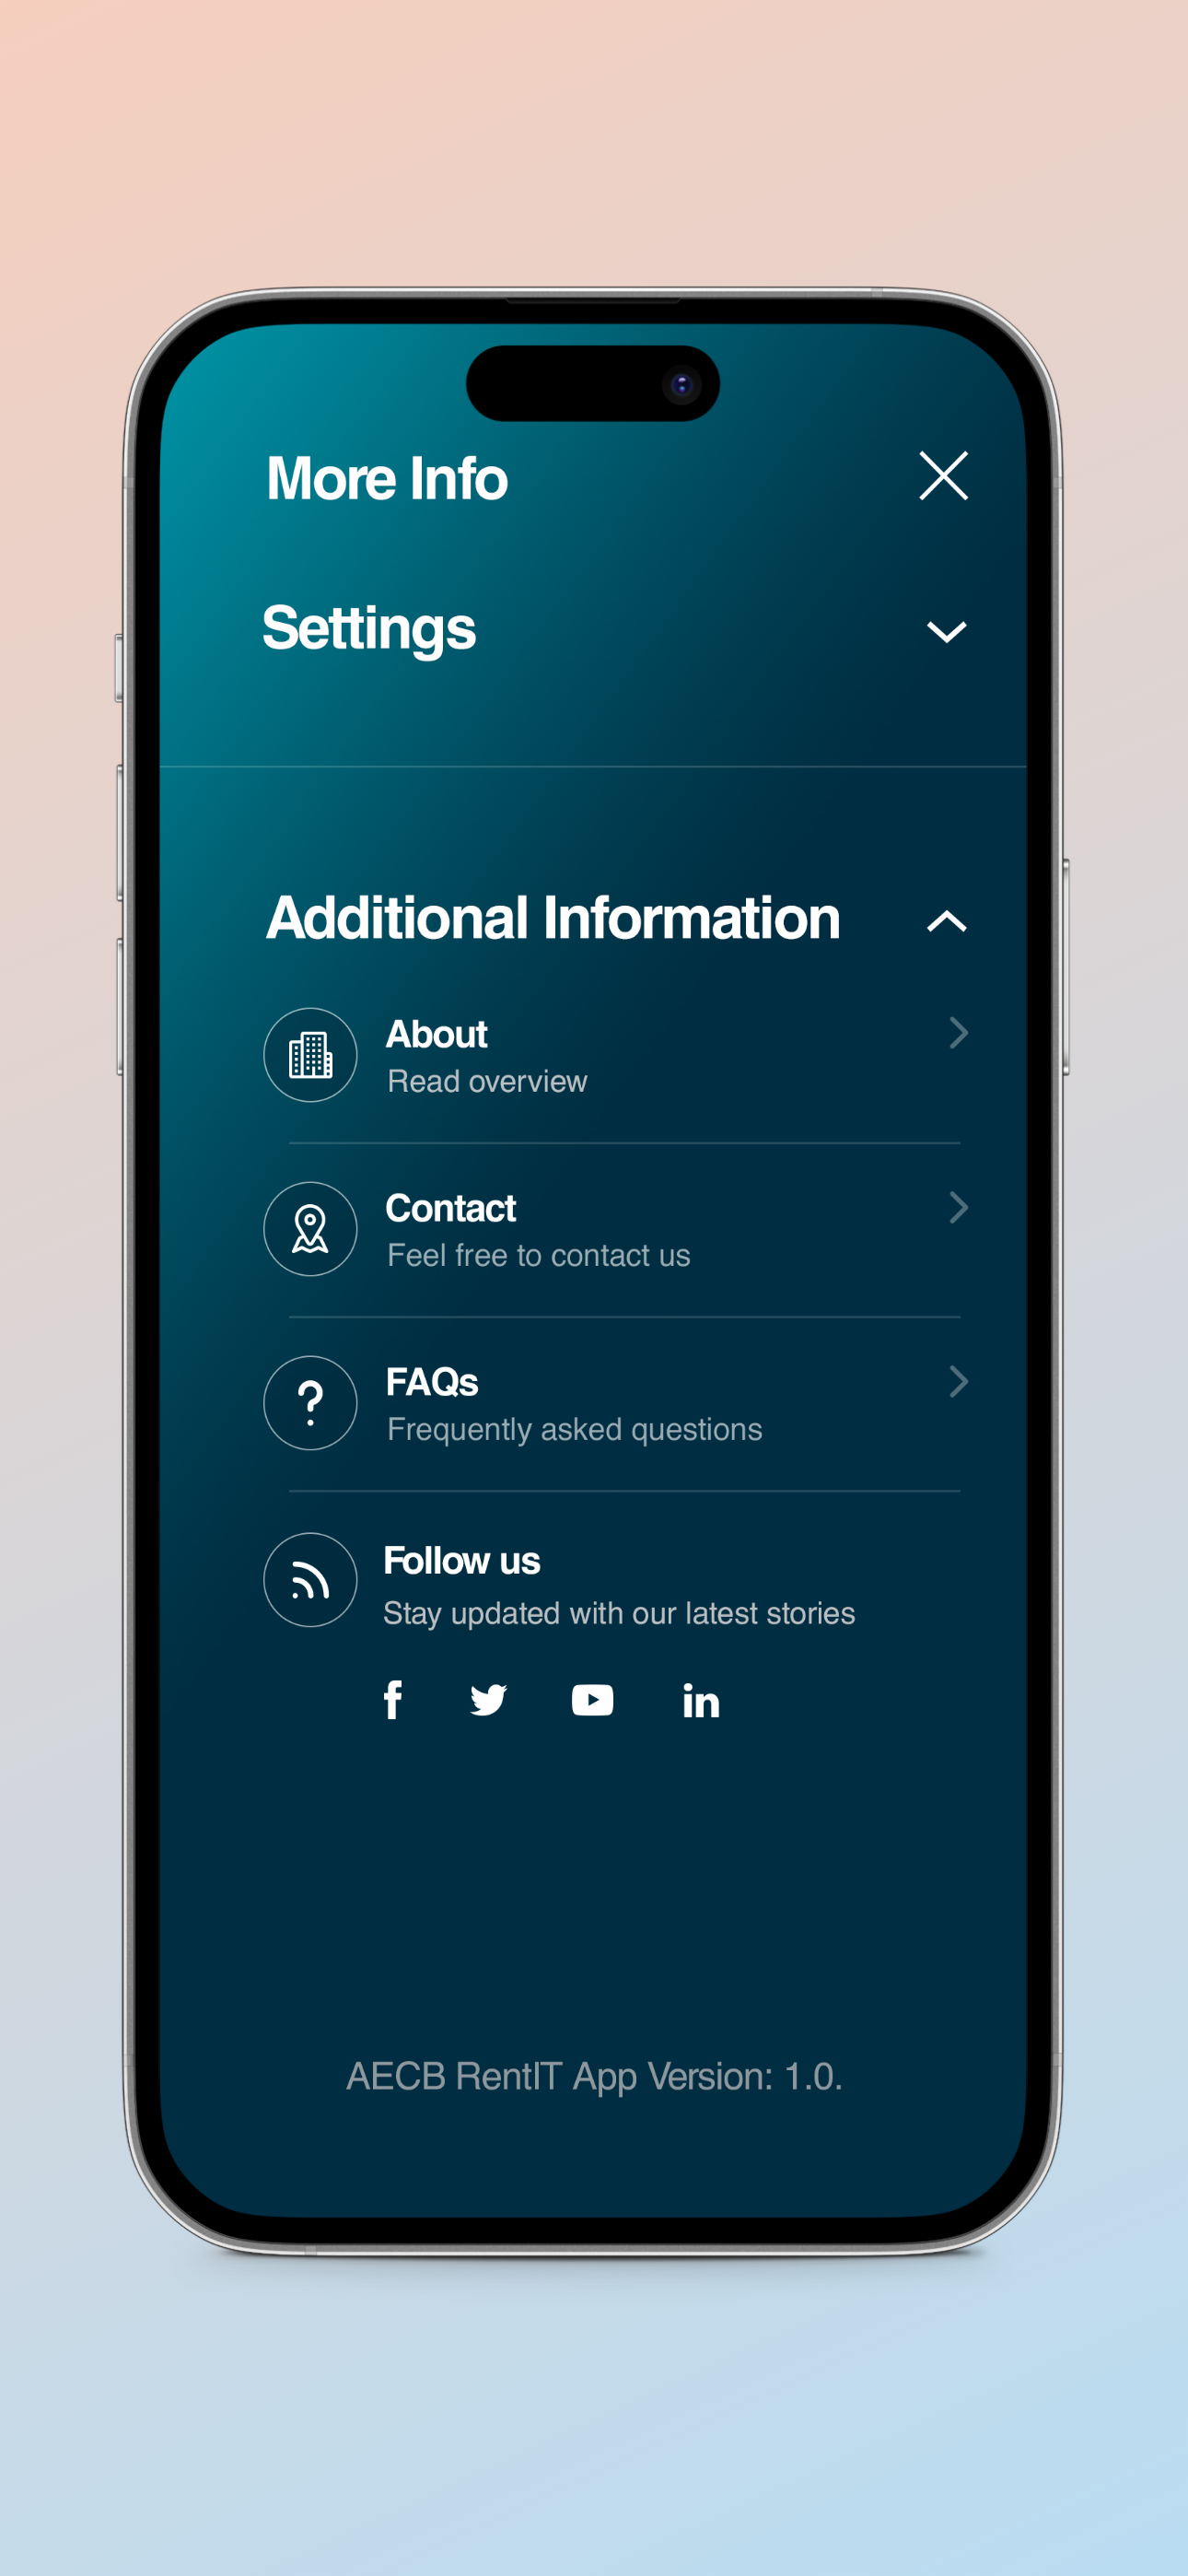 More Info
Settings
Additional Information
About
Read overview
Contact
Feel free to contact us
FAQs
Frequently asked questions
Follow us
Stay updated with our latest stories
AECB RentIT App Version: 1.0.